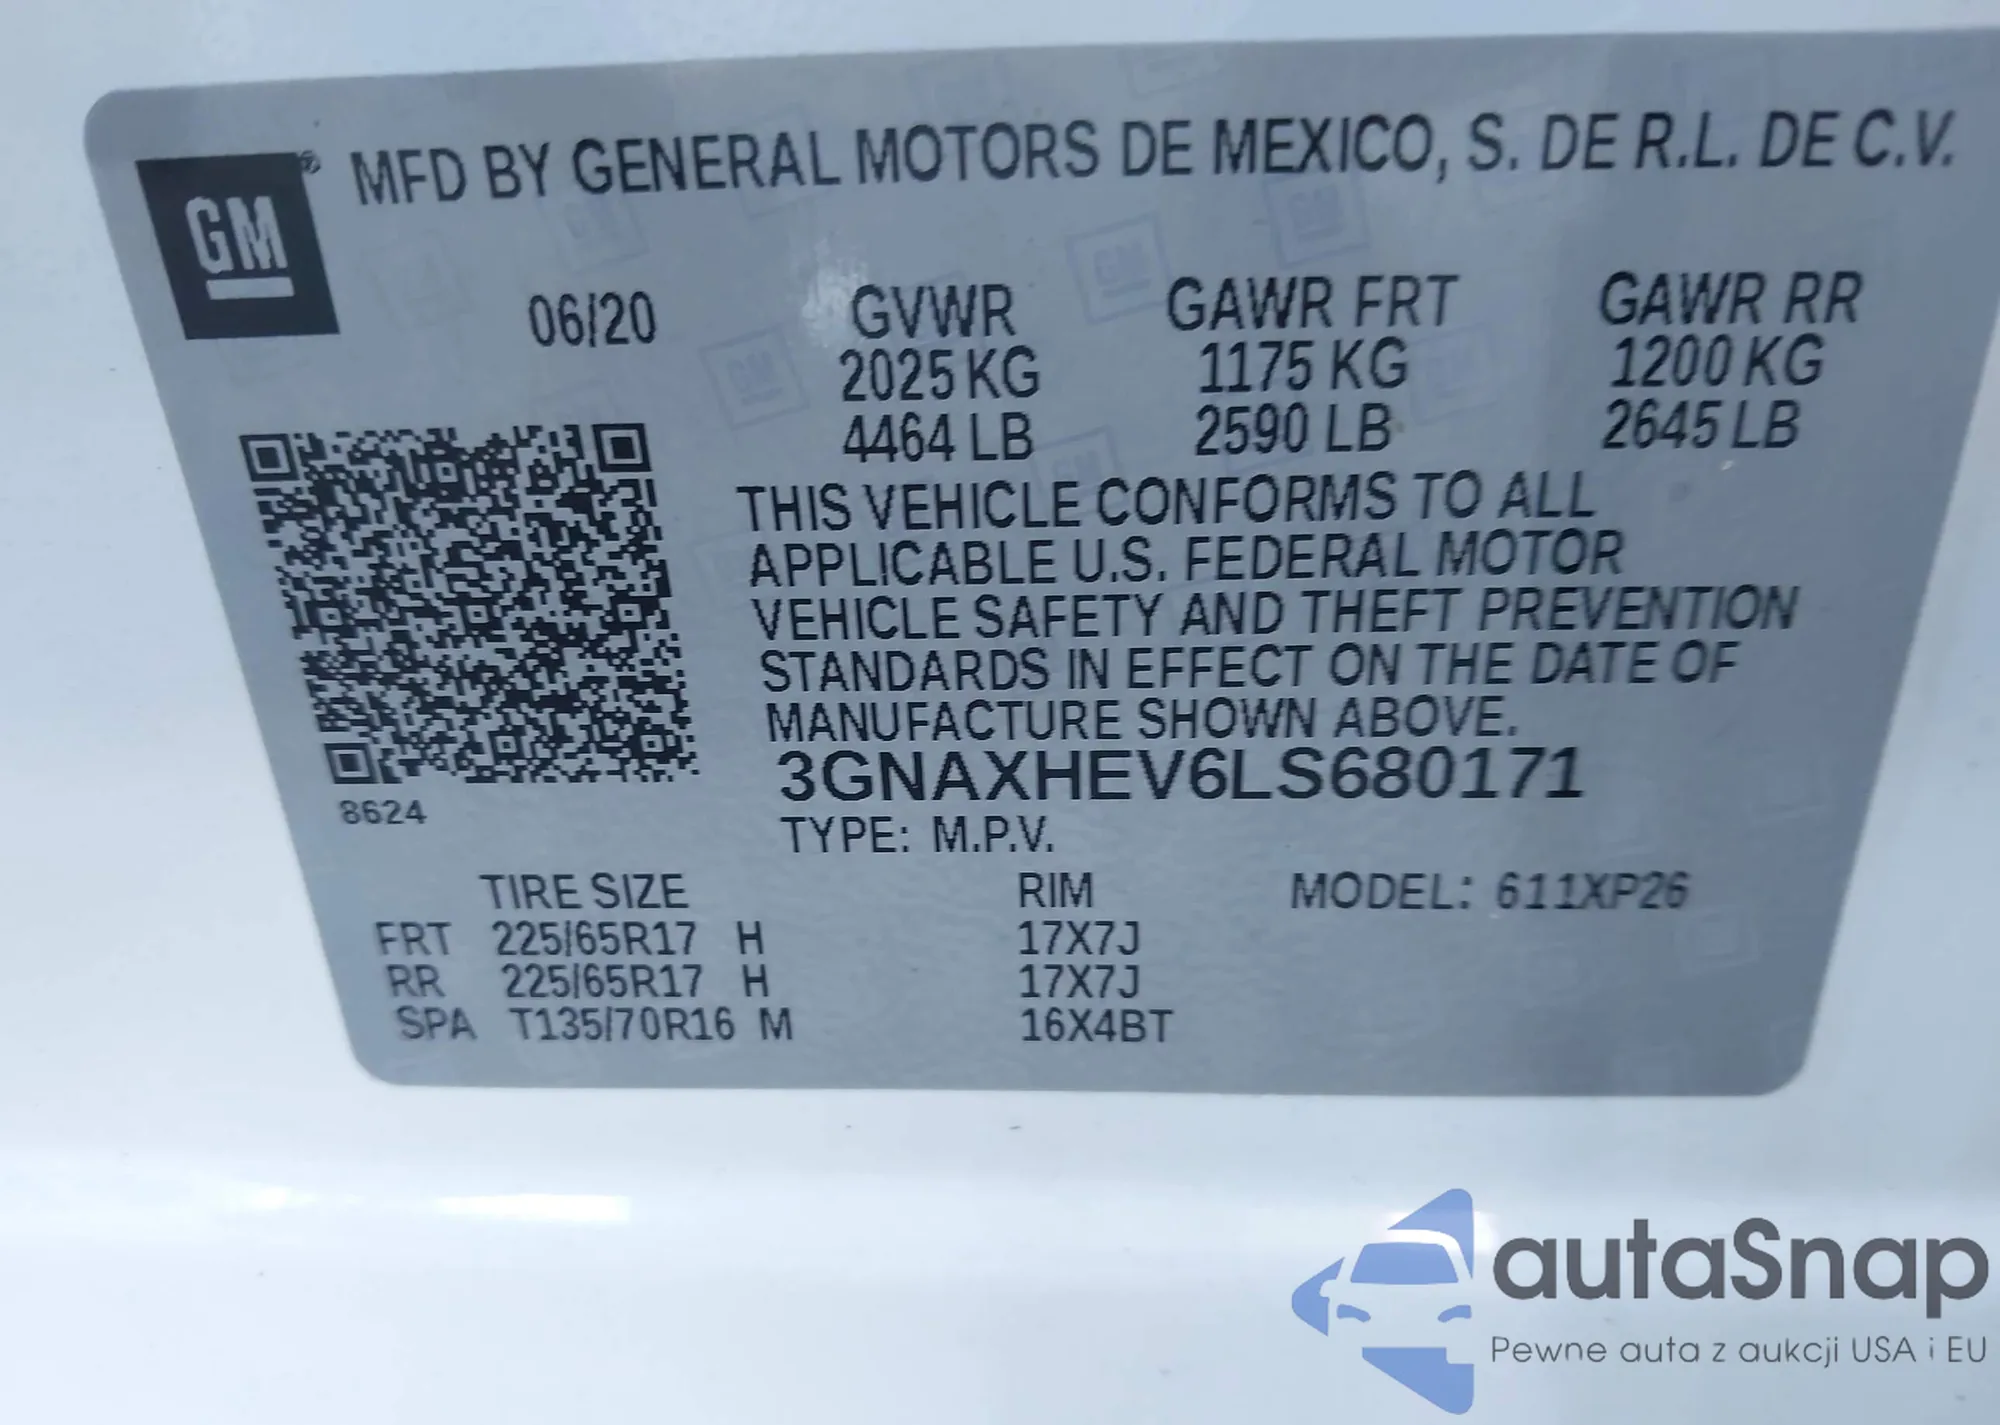 GM® MFD BY GENERAL MOTORS DE MEXICO, S. DE R.L. DE C.V.
06/20 GVWR GAWR FRT GAWR RR
2025 KG 1175 KG 1200 KG
4464 LB 2590 LB 2645 LB
THIS VEHICLE CONFORMS TO ALL
APPLICABLE U.S. FEDERAL MOTOR
VEHICLE SAFETY AND THEFT PREVENTION
STANDARDS IN EFFECT ON THE DATE OF
MANUFACTURE SHOWN ABOVE.
3GNAXHEV6LS680171
8624
TYPE: M.P.V.
TIRE SIZE RIM MODEL: 611XP26
FRT 225/65R17 H 17X7J
RR 225/65R17 H 17X7J
SPA T135/70R16 M 16X4BT
autaSnap
Pewne auta z aukcji USA i EU